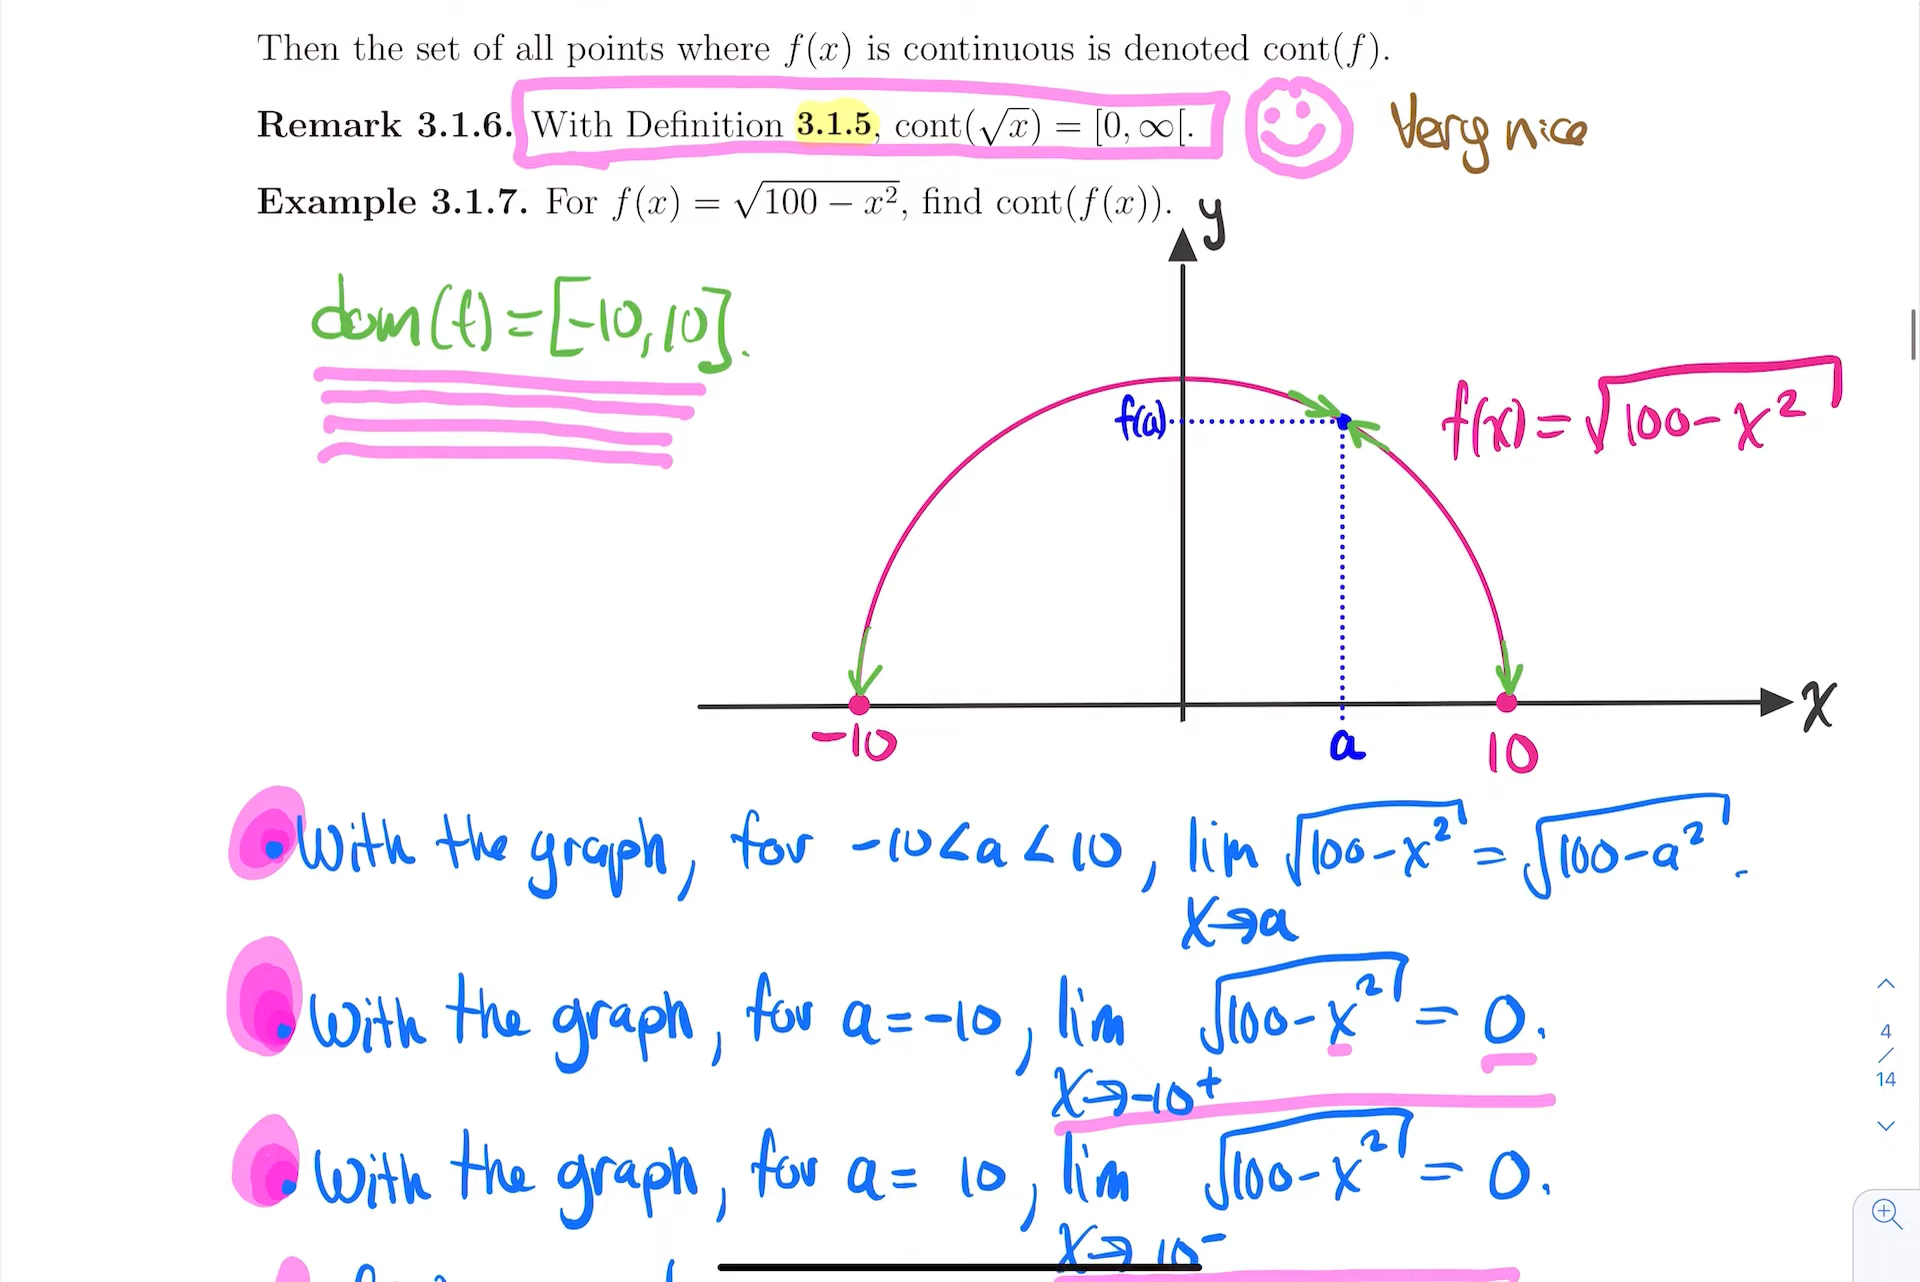 Then the set of all points where f(x) is continuous is denoted cont(f).
Remark 3.1.6. With Definition 3.1.5, cont(√x) = [0, ∞[.
Very nice
Example 3.1.7. For f(x) = √(100 − x²), find cont(f(x)).
y
dom(f) = [-10, 10].
f(a)
f(x) = √(100-x²)
x
-10
a
10
With the graph, for -10<a<10, lim x→a √(100-x²) = √(100-a²).
With the graph, for a=-10, lim x→-10⁺ √(100-x²) = 0.
With the graph, for a= 10, lim x→10⁻ √(100-x²) = 0.
4
/
14